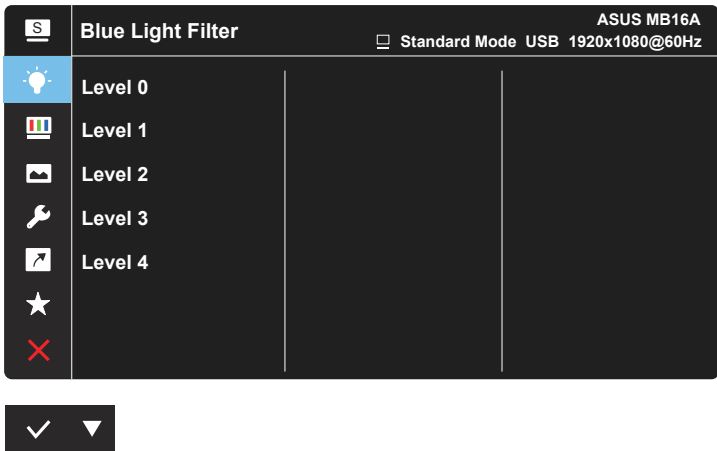 S
Blue Light Filter
ASUS MB16A
Standard Mode USB 1920x1080@60Hz
Level 0
Level 1
Level 2
Level 3
Level 4